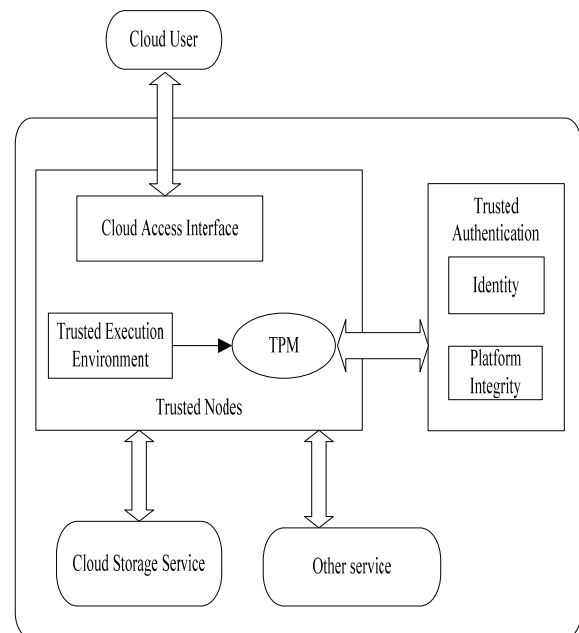 Cloud User
Cloud Access Interface
Trusted
Authentication
Identity
Trusted Execution
Environment
TPM
Platform
Integrity
Trusted Nodes
Cloud Storage Service
Other service